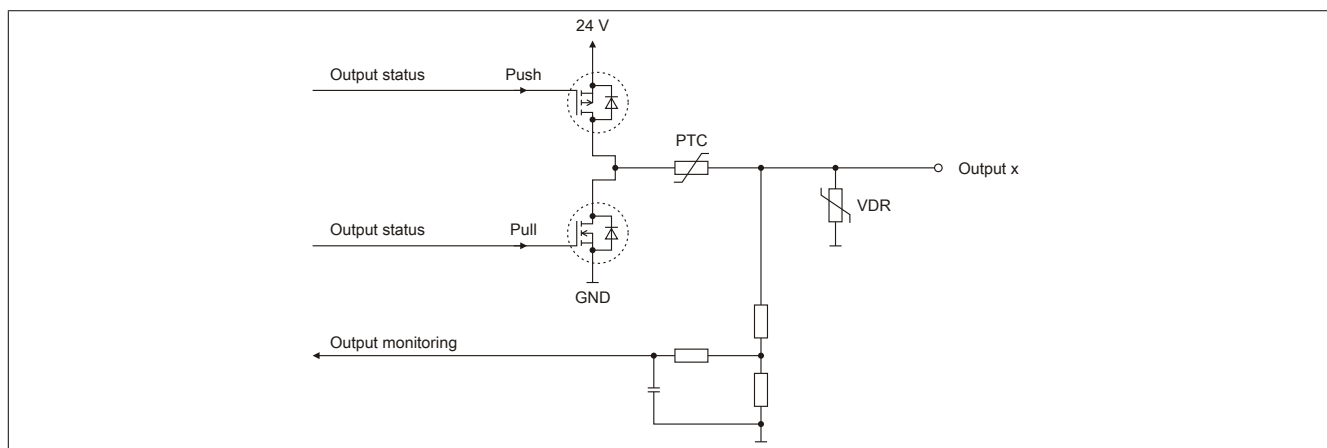 24 V
Output status
Push
PTC
Output x
VDR
Output status
Pull
GND
Output monitoring